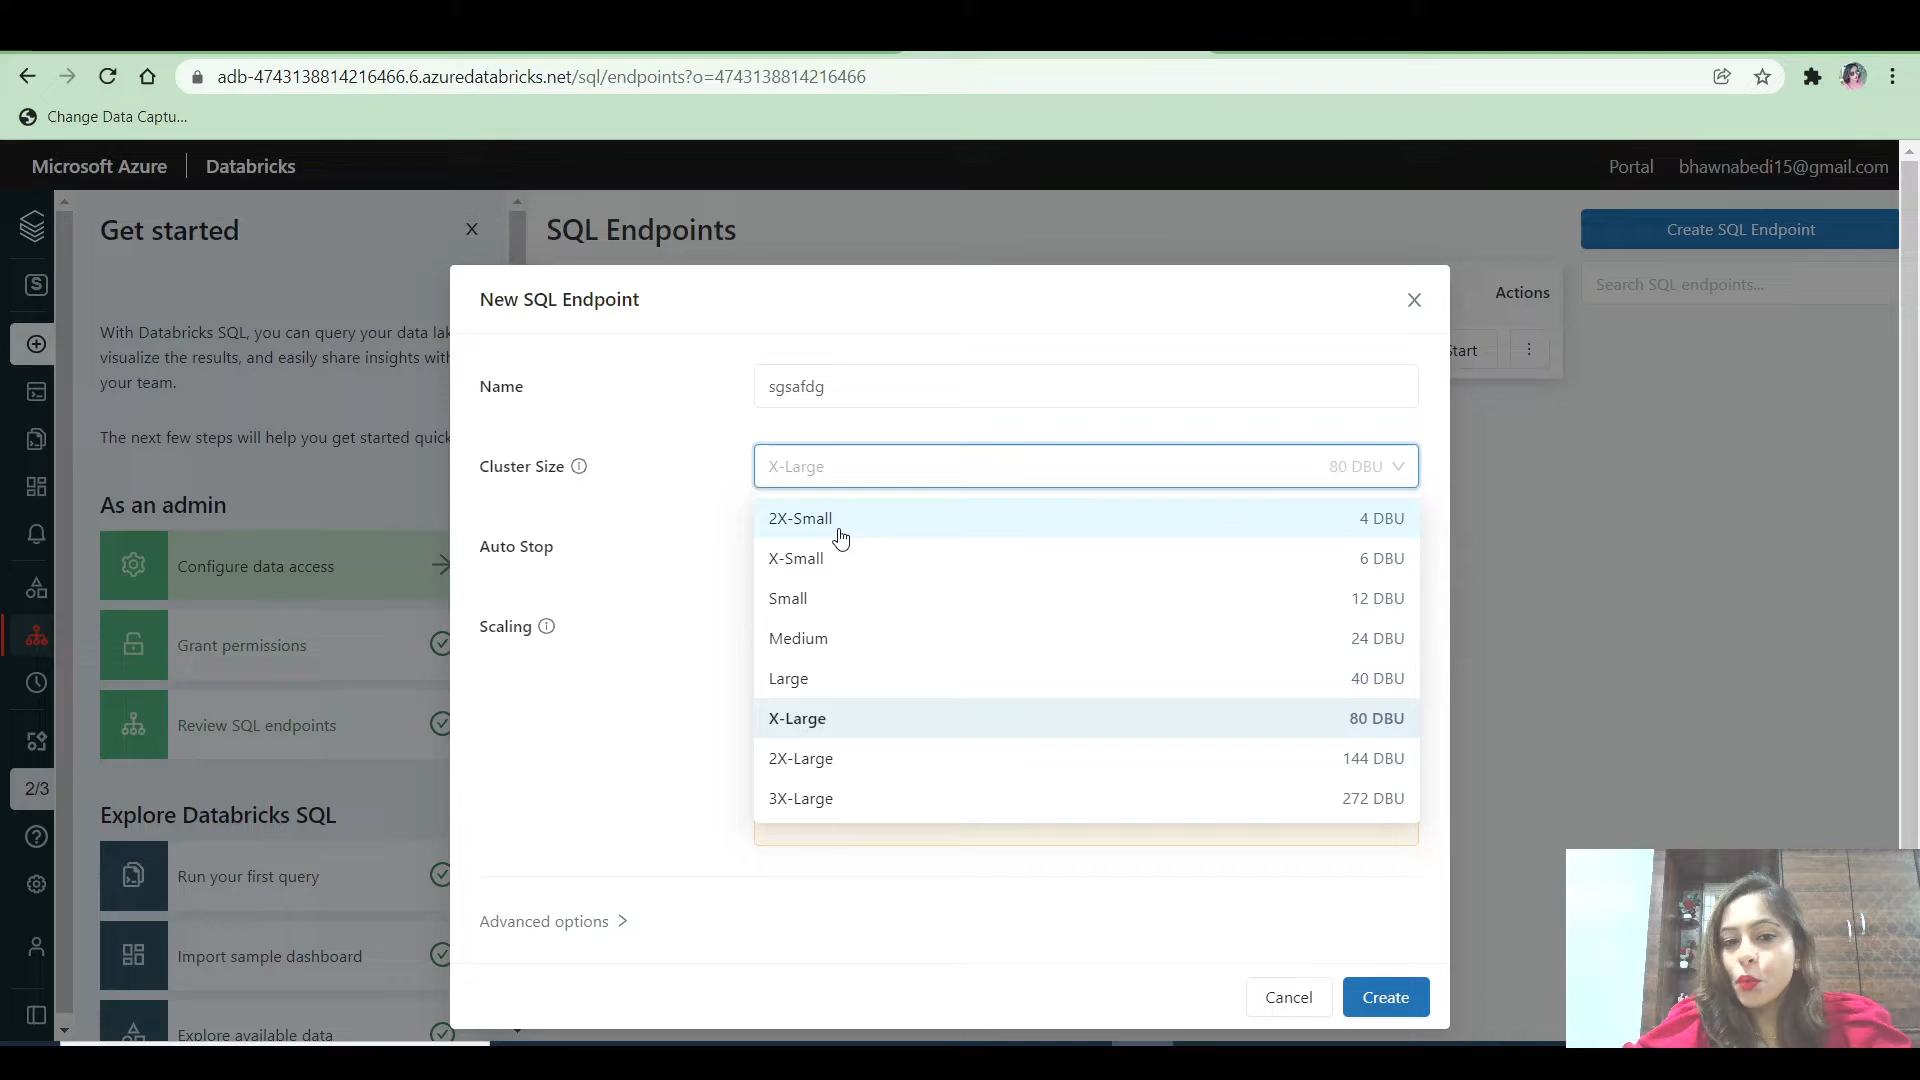 adb-4743138814216466.6.azuredatabricks.net/sql/endpoints?o=4743138814216466
Change Data Captu...
Microsoft Azure
Databricks
Portal
bhawnabedi15@gmail.com
Get started
SQL Endpoints
Create SQL Endpoint
Search SQL endpoints...
Actions
Start
With Databricks SQL, you can query your data lak
visualize the results, and easily share insights with
your team.
The next few steps will help you get started quick
As an admin
Configure data access
Grant permissions
Review SQL endpoints
2/3
Explore Databricks SQL
Run your first query
Import sample dashboard
Explore available data
New SQL Endpoint
Name
sgsafdg
Cluster Size
X-Large 80 DBU
2X-Small 4 DBU
X-Small 6 DBU
Small 12 DBU
Medium 24 DBU
Large 40 DBU
X-Large 80 DBU
2X-Large 144 DBU
3X-Large 272 DBU
Auto Stop
Scaling
Advanced options
Cancel
Create